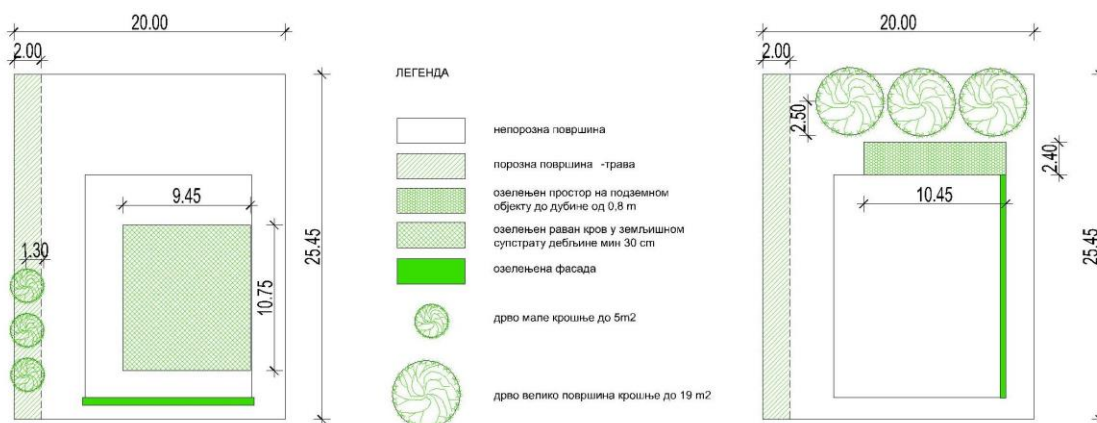 20.00
2.00
9.45
1.30
10.75
25.45
ЛЕГЕНДА
непорозна површина
порозна површина -трава
озелењен простор на подземном
објекту до дубине од 0,8 m
озелењен раван кров у земљишном
супстрату дебљине мин 30 cm
озелењена фасада
дрво мале крошње до 5m2
дрво велико површина крошње до 19 m2
20.00
2.00
2.50
2.40
10.45
25.45